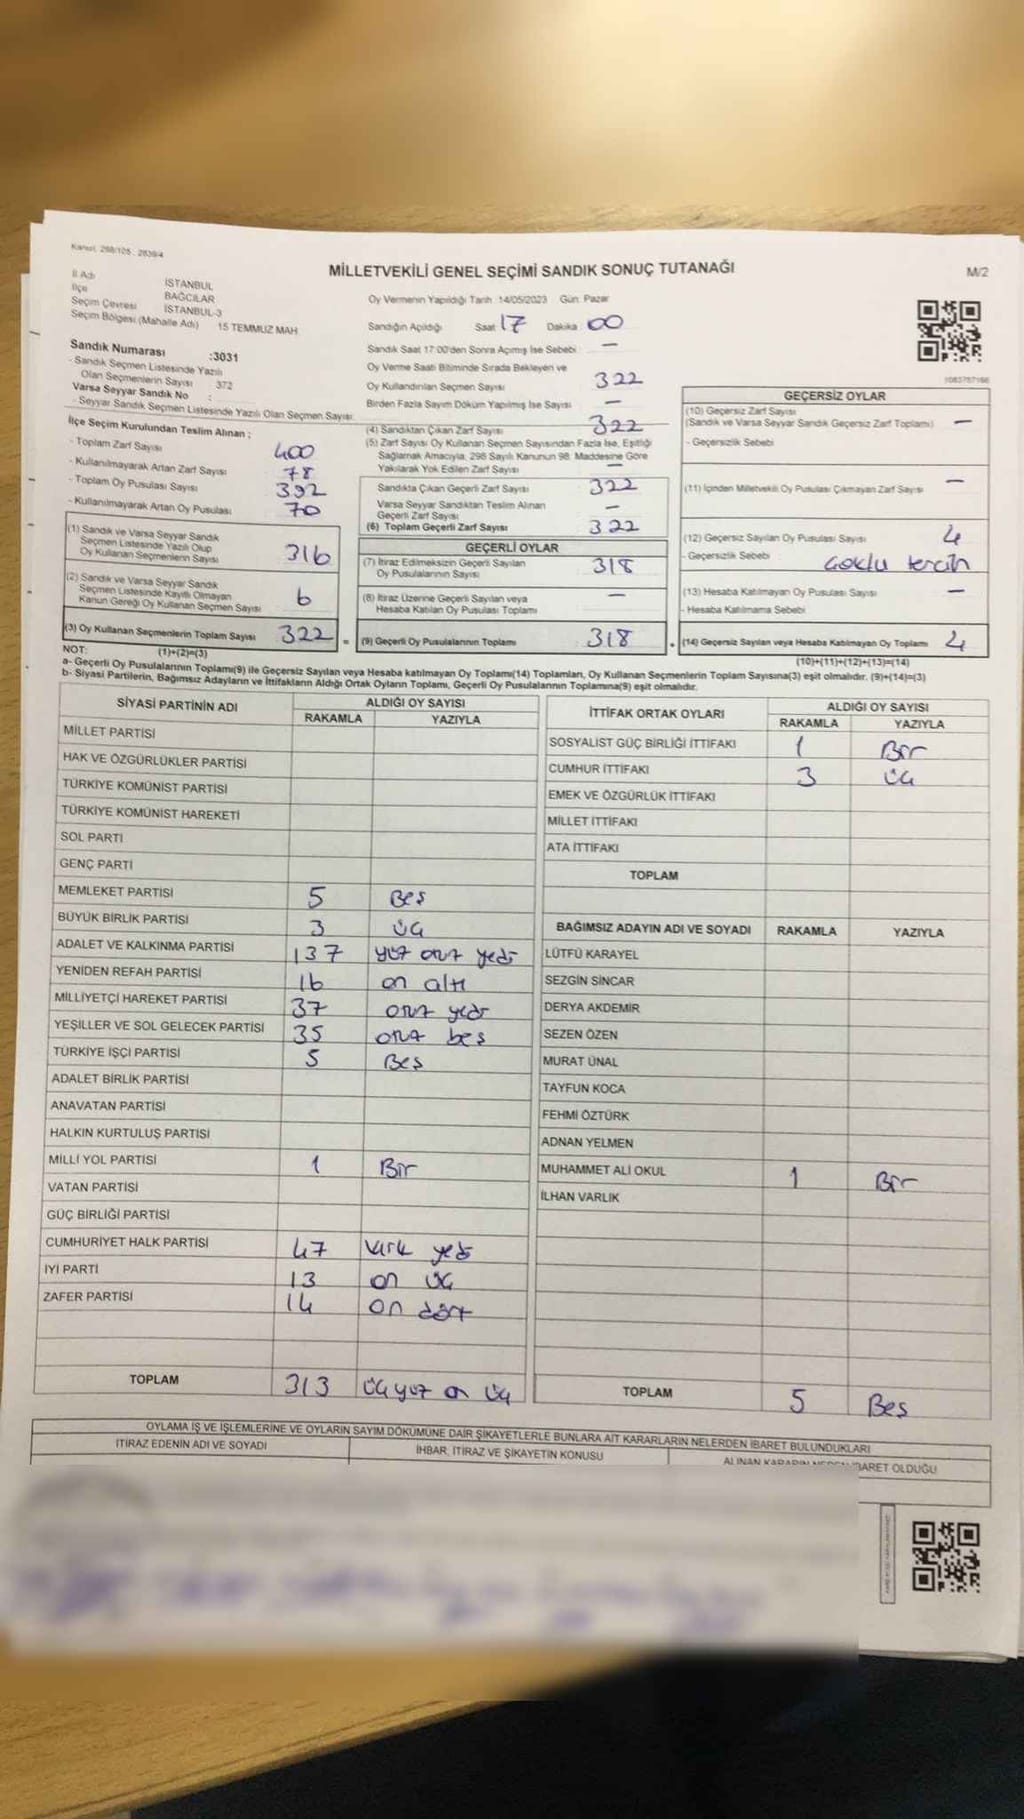 Kanun: 298/105 , 2839/4
MİLLETVEKİLİ GENEL SEÇİMİ SANDIK SONUÇ TUTANAĞI
M/2
İl Adı İSTANBUL
İlçe BAĞCILAR
Seçim Çevresi İSTANBUL-3
Seçim Bölgesi (Mahalle Adı) 15 TEMMUZ MAH
Sandık Numarası :3031
- Sandık Seçmen Listesinde Yazılı
Olan Seçmenlerin Sayısı : 372
Varsa Seyyar Sandık No :
- Seyyar Sandık Seçmen Listesinde Yazılı Olan Seçmen Sayısı:
Oy Vermenin Yapıldığı Tarih 14/05/2023 Gün: Pazar
Sandığın Açıldığı Saat 17 Dakika 00
Sandık Saat 17:00'den Sonra Açılmış İse Sebebi: —
Oy Verme Saati Bitiminde Sırada Bekleyen ve
Oy Kullandırılan Seçmen Sayısı 322
Birden Fazla Sayım Döküm Yapılmış İse Sayısı —
1083757166
İlçe Seçim Kurulundan Teslim Alınan ;
- Toplam Zarf Sayısı 400
- Kullanılmayarak Artan Zarf Sayısı 78
- Toplam Oy Pusulası Sayısı 392
- Kullanılmayarak Artan Oy Pusulası 70
(1) Sandık ve Varsa Seyyar Sandık
Seçmen Listesinde Yazılı Olup
Oy Kullanan Seçmenlerin Sayısı 316
(2) Sandık ve Varsa Seyyar Sandık
Seçmen Listesinde Kayıtlı Olmayan
Kanun Gereği Oy Kullanan Seçmen Sayısı 6
(3) Oy Kullanan Seçmenlerin Toplam Sayısı 322 =
(4) Sandıktan Çıkan Zarf Sayısı 322
(5) Zarf Sayısı Oy Kullanan Seçmen Sayısından Fazla İse, Eşitliği
Sağlamak Amacıyla, 298 Sayılı Kanunun 98. Maddesine Göre
Yakılarak Yok Edilen Zarf Sayısı —
Sandıkta Çıkan Geçerli Zarf Sayısı 322
Varsa Seyyar Sandıktan Teslim Alınan
Geçerli Zarf Sayısı —
(6) Toplam Geçerli Zarf Sayısı 322
GEÇERLİ OYLAR
(7) İtiraz Edilmeksizin Geçerli Sayılan
Oy Pusulalarının Sayısı 318
(8) İtiraz Üzerine Geçerli Sayılan veya
Hesaba Katılan Oy Pusulası Toplamı —
(9) Geçerli Oy Pusulalarının Toplamı 318 +
GEÇERSİZ OYLAR
(10) Geçersiz Zarf Sayısı
(Sandık ve Varsa Seyyar Sandık Geçersiz Zarf Toplamı) —
- Geçersizlik Sebebi
(11) İçinden Milletvekili Oy Pusulası Çıkmayan Zarf Sayısı —
(12) Geçersiz Sayılan Oy Pusulası Sayısı 4
- Geçersizlik Sebebi : Çoklu tercih
(13) Hesaba Katılmayan Oy Pusulası Sayısı —
- Hesaba Katılmama Sebebi
(14) Geçersiz Sayılan veya Hesaba Katılmayan Oy Toplamı 4
NOT: (1)+(2)=(3)
(10)+(11)+(12)+(13)=(14)
a- Geçerli Oy Pusulalarının Toplamı(9) ile Geçersiz Sayılan veya Hesaba katılmayan Oy Toplamı(14) Toplamları, Oy Kullanan Seçmenlerin Toplam Sayısına(3) eşit olmalıdır. (9)+(14)=(3)
b- Siyasi Partilerin, Bağımsız Adayların ve İttifakların Aldığı Ortak Oyların Toplamı, Geçerli Oy Pusulalarının Toplamına(9) eşit olmalıdır.
SİYASİ PARTİNİN ADI ALDIĞI OY SAYISI
RAKAMLA YAZIYLA
MİLLET PARTİSİ
HAK VE ÖZGÜRLÜKLER PARTİSİ
TÜRKİYE KOMÜNİST PARTİSİ
TÜRKİYE KOMÜNİST HAREKETİ
SOL PARTİ
GENÇ PARTİ
MEMLEKET PARTİSİ 5 Beş
BÜYÜK BİRLİK PARTİSİ 3 üç
ADALET VE KALKINMA PARTİSİ 137 yüz otuz yedi
YENİDEN REFAH PARTİSİ 16 on altı
MİLLİYETÇİ HAREKET PARTİSİ 37 otuz yedi
YEŞİLLER VE SOL GELECEK PARTİSİ 35 otuz beş
TÜRKİYE İŞÇİ PARTİSİ 5 Beş
ADALET BİRLİK PARTİSİ
ANAVATAN PARTİSİ
HALKIN KURTULUŞ PARTİSİ
MİLLİ YOL PARTİSİ 1 Bir
VATAN PARTİSİ
GÜÇ BİRLİĞİ PARTİSİ
CUMHURİYET HALK PARTİSİ 47 kırk yedi
İYİ PARTİ 13 on üç
ZAFER PARTİSİ 14 on dört
TOPLAM 313 üçyüz on üç
İTTİFAK ORTAK OYLARI ALDIĞI OY SAYISI
RAKAMLA YAZIYLA
SOSYALİST GÜÇ BİRLİĞİ İTTİFAKI 1 Bir
CUMHUR İTTİFAKI 3 üç
EMEK VE ÖZGÜRLÜK İTTİFAKI
MİLLET İTTİFAKI
ATA İTTİFAKI
TOPLAM
BAĞIMSIZ ADAYIN ADI VE SOYADI RAKAMLA YAZIYLA
LÜTFÜ KARAYEL
SEZGİN SİNCAR
DERYA AKDEMİR
SEZEN ÖZEN
MURAT ÜNAL
TAYFUN KOCA
FEHMİ ÖZTÜRK
ADNAN YELMEN
MUHAMMET ALİ OKUL 1 Bir
İLHAN VARLIK
TOPLAM 5 Beş
OYLAMA İŞ VE İŞLEMLERİNE VE OYLARIN SAYIM DÖKÜMÜNE DAİR ŞİKAYETLERLE BUNLARA AİT KARARLARIN NELERDEN İBARET BULUNDUKLARI
İTİRAZ EDENİN ADI VE SOYADI İHBAR, İTİRAZ VE ŞİKAYETİN KONUSU ALINAN OLDUĞU